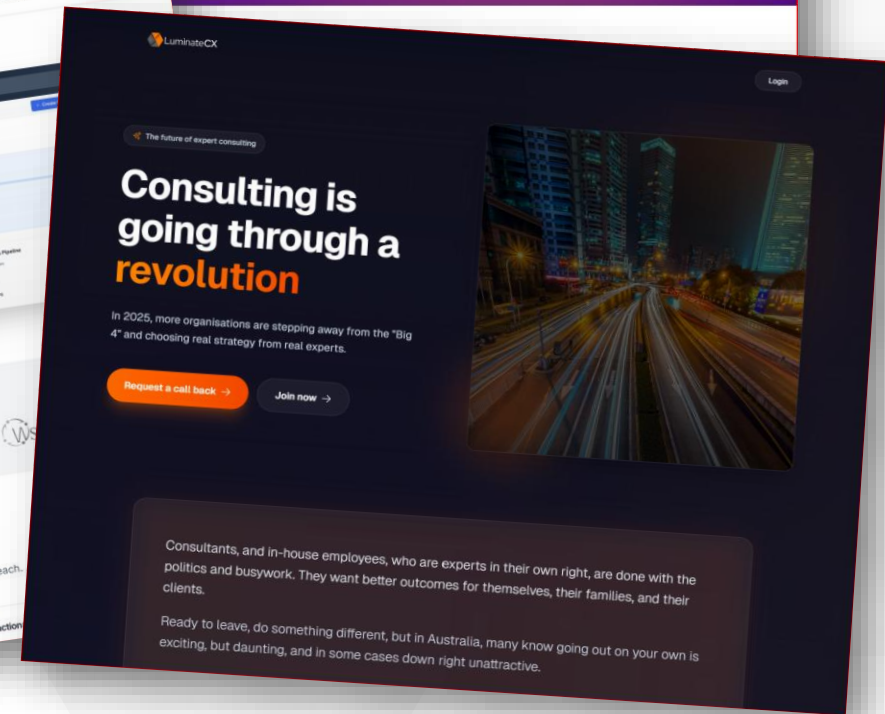 LuminateCX
Login
The future of expert consulting
Consulting is
going through a
revolution
In 2025, more organisations are stepping away from the "Big
4" and choosing real strategy from real experts.
Request a call back →
Join now →
Consultants, and in-house employees, who are experts in their own right, are done with the
politics and busywork. They want better outcomes for themselves, their families, and their
clients.
Ready to leave, do something different, but in Australia, many know going out on your own is
exciting, but daunting, and in some cases down right unattractive.
Pipeline
each.